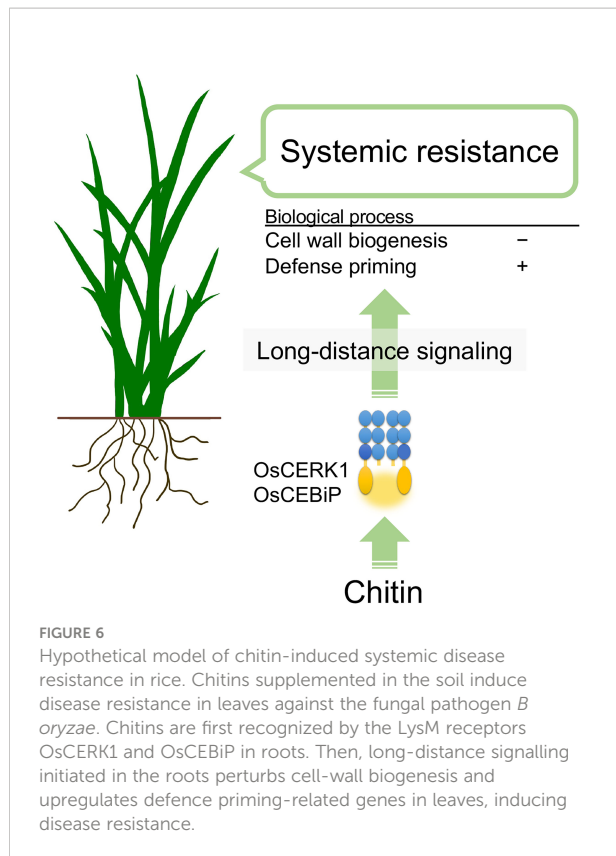 Systemic resistance
Biological process
Cell wall biogenesis –
Defense priming +
Long-distance signaling
OsCERK1
OsCEBiP
Chitin
FIGURE 6
Hypothetical model of chitin-induced systemic disease
resistance in rice. Chitins supplemented in the soil induce
disease resistance in leaves against the fungal pathogen B
oryzae. Chitins are first recognized by the LysM receptors
OsCERK1 and OsCEBiP in roots. Then, long-distance signalling
initiated in the roots perturbs cell-wall biogenesis and
upregulates defence priming-related genes in leaves, inducing
disease resistance.